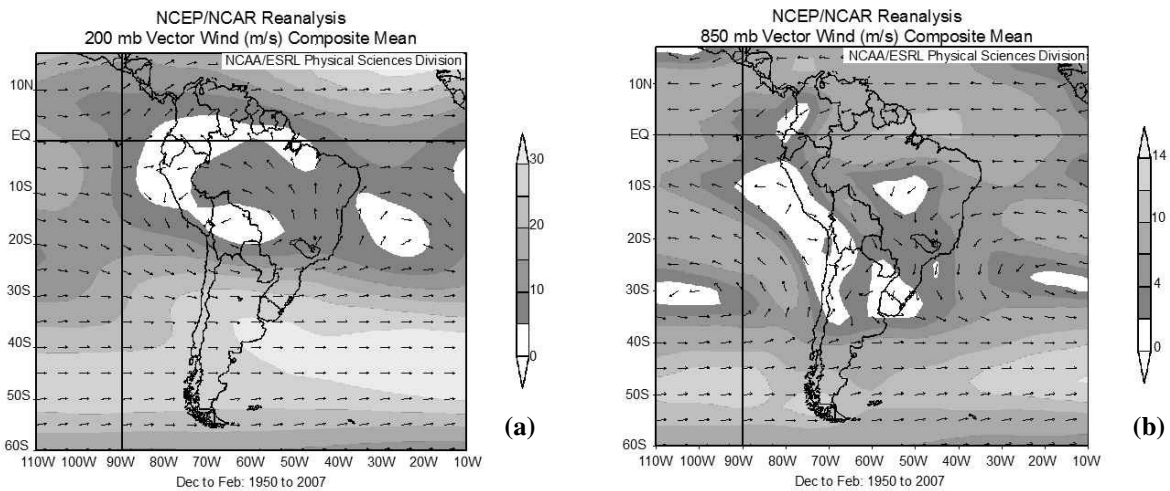 NCEP/NCAR Reanalysis
200 mb Vector Wind (m/s) Composite Mean
NCAA/ESRL Physical Sciences Division
10N
EQ
10S
20S
30S
40S
50S
60S
110W 100W 90W 80W 70W 60W 50W 40W 30W 20W 10W
Dec to Feb: 1950 to 2007
30
20
10
0
(a)
NCEP/NCAR Reanalysis
850 mb Vector Wind (m/s) Composite Mean
NCAA/ESRL Physical Sciences Division
10N
EQ
10S
20S
30S
40S
50S
60S
110W 100W 90W 80W 70W 60W 50W 40W 30W 20W 10W
Dec to Feb: 1950 to 2007
14
10
4
0
(b)